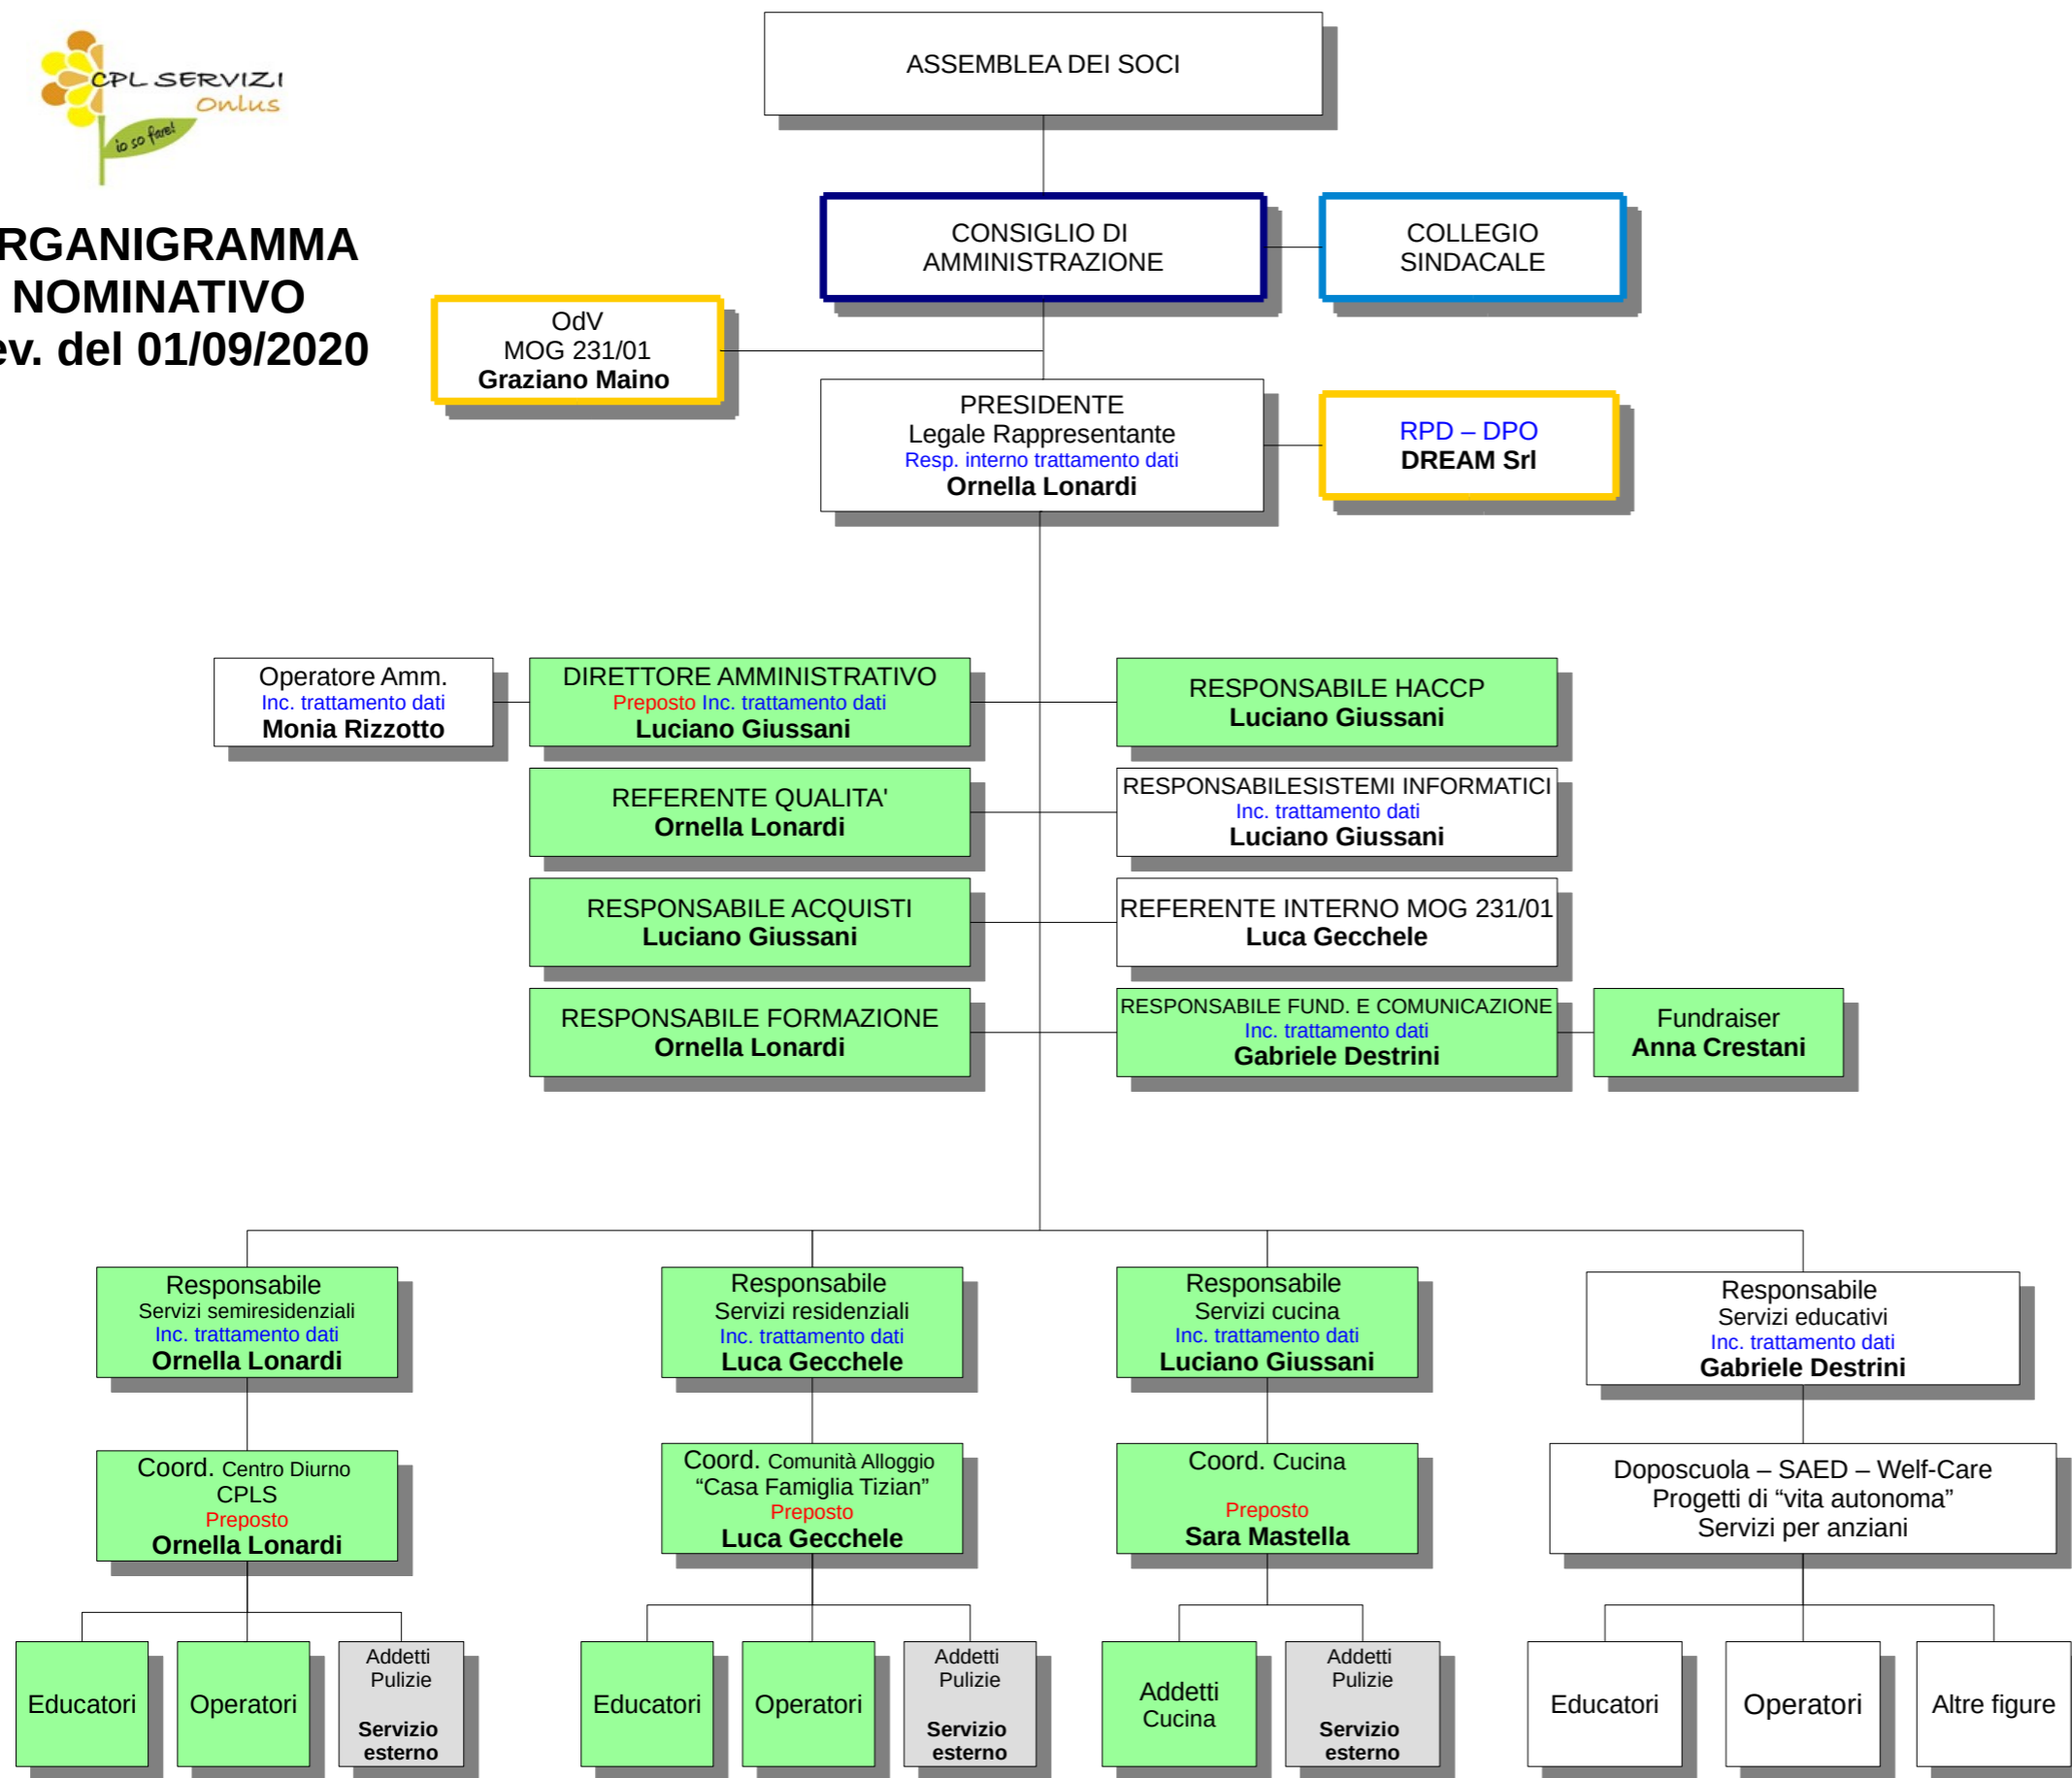 CPL SERVIZI
Onlus
io so fare!
RGANIGRAMMA
NOMINATIVO
ev. del 01/09/2020
ASSEMBLEA DEI SOCI
CONSIGLIO DI
AMMINISTRAZIONE
COLLEGIO
SINDACALE
OdV
MOG 231/01
Graziano Maino
PRESIDENTE
Legale Rappresentante
Resp. interno trattamento dati
Ornella Lonardi
RPD – DPO
DREAM Srl
Operatore Amm.
Inc. trattamento dati
Monia Rizzotto
DIRETTORE AMMINISTRATIVO
Preposto Inc. trattamento dati
Luciano Giussani
RESPONSABILE HACCP
Luciano Giussani
REFERENTE QUALITA'
Ornella Lonardi
RESPONSABILESISTEMI INFORMATICI
Inc. trattamento dati
Luciano Giussani
RESPONSABILE ACQUISTI
Luciano Giussani
REFERENTE INTERNO MOG 231/01
Luca Gecchele
RESPONSABILE FORMAZIONE
Ornella Lonardi
RESPONSABILE FUND. E COMUNICAZIONE
Inc. trattamento dati
Gabriele Destrini
Fundraiser
Anna Crestani
Responsabile
Servizi semiresidenziali
Inc. trattamento dati
Ornella Lonardi
Responsabile
Servizi residenziali
Inc. trattamento dati
Luca Gecchele
Responsabile
Servizi cucina
Inc. trattamento dati
Luciano Giussani
Responsabile
Servizi educativi
Inc. trattamento dati
Gabriele Destrini
Coord. Centro Diurno
CPLS
Preposto
Ornella Lonardi
Coord. Comunità Alloggio
“Casa Famiglia Tizian”
Preposto
Luca Gecchele
Coord. Cucina
Preposto
Sara Mastella
Doposcuola – SAED – Welf-Care
Progetti di “vita autonoma”
Servizi per anziani
Educatori
Operatori
Addetti
Pulizie
Servizio
esterno
Educatori
Operatori
Addetti
Pulizie
Servizio
esterno
Addetti
Cucina
Addetti
Pulizie
Servizio
esterno
Educatori
Operatori
Altre figure